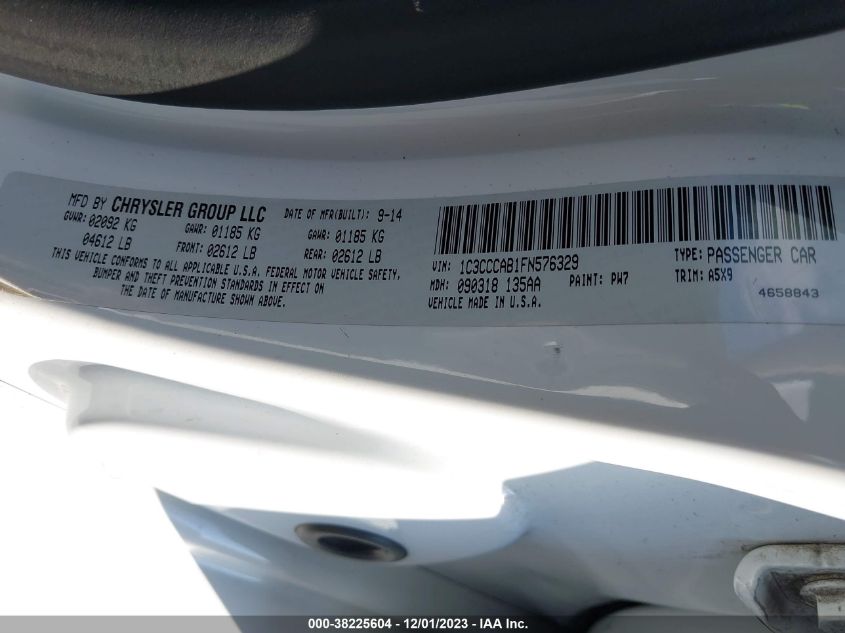 MFD BY CHRYSLER GROUP LLC DATE OF MFR(BUILT): 9-14
GVWR: 02092 KG GAWR: 01185 KG GAWR: 01185 KG
04612 LB FRONT: 02612 LB REAR: 02612 LB
THIS VEHICLE CONFORMS TO ALL APPLICABLE U.S.A. FEDERAL MOTOR VEHICLE SAFETY,
BUMPER AND THEFT PREVENTION STANDARDS IN EFFECT ON
THE DATE OF MANUFACTURE SHOWN ABOVE.
VIN: 1C3CCCAB1FN576329 TYPE: PASSENGER CAR
MDH: 090318 135AA PAINT: PW7 TRIM: A5X9
VEHICLE MADE IN U.S.A. 4658843
000-38225604 / 12/01/2023 - IAA Inc.